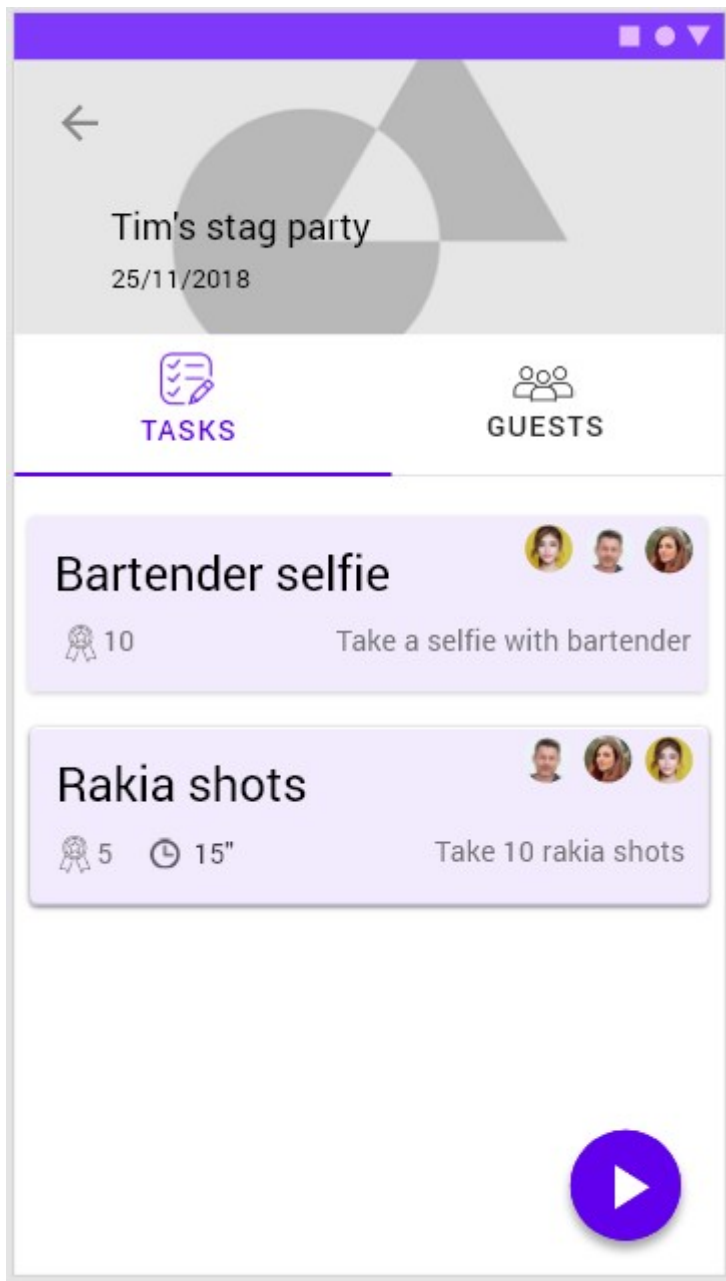 Tim's stag party
25/11/2018
TASKS
GUESTS
Bartender selfie
10
Take a selfie with bartender
Rakia shots
5
15"
Take 10 rakia shots